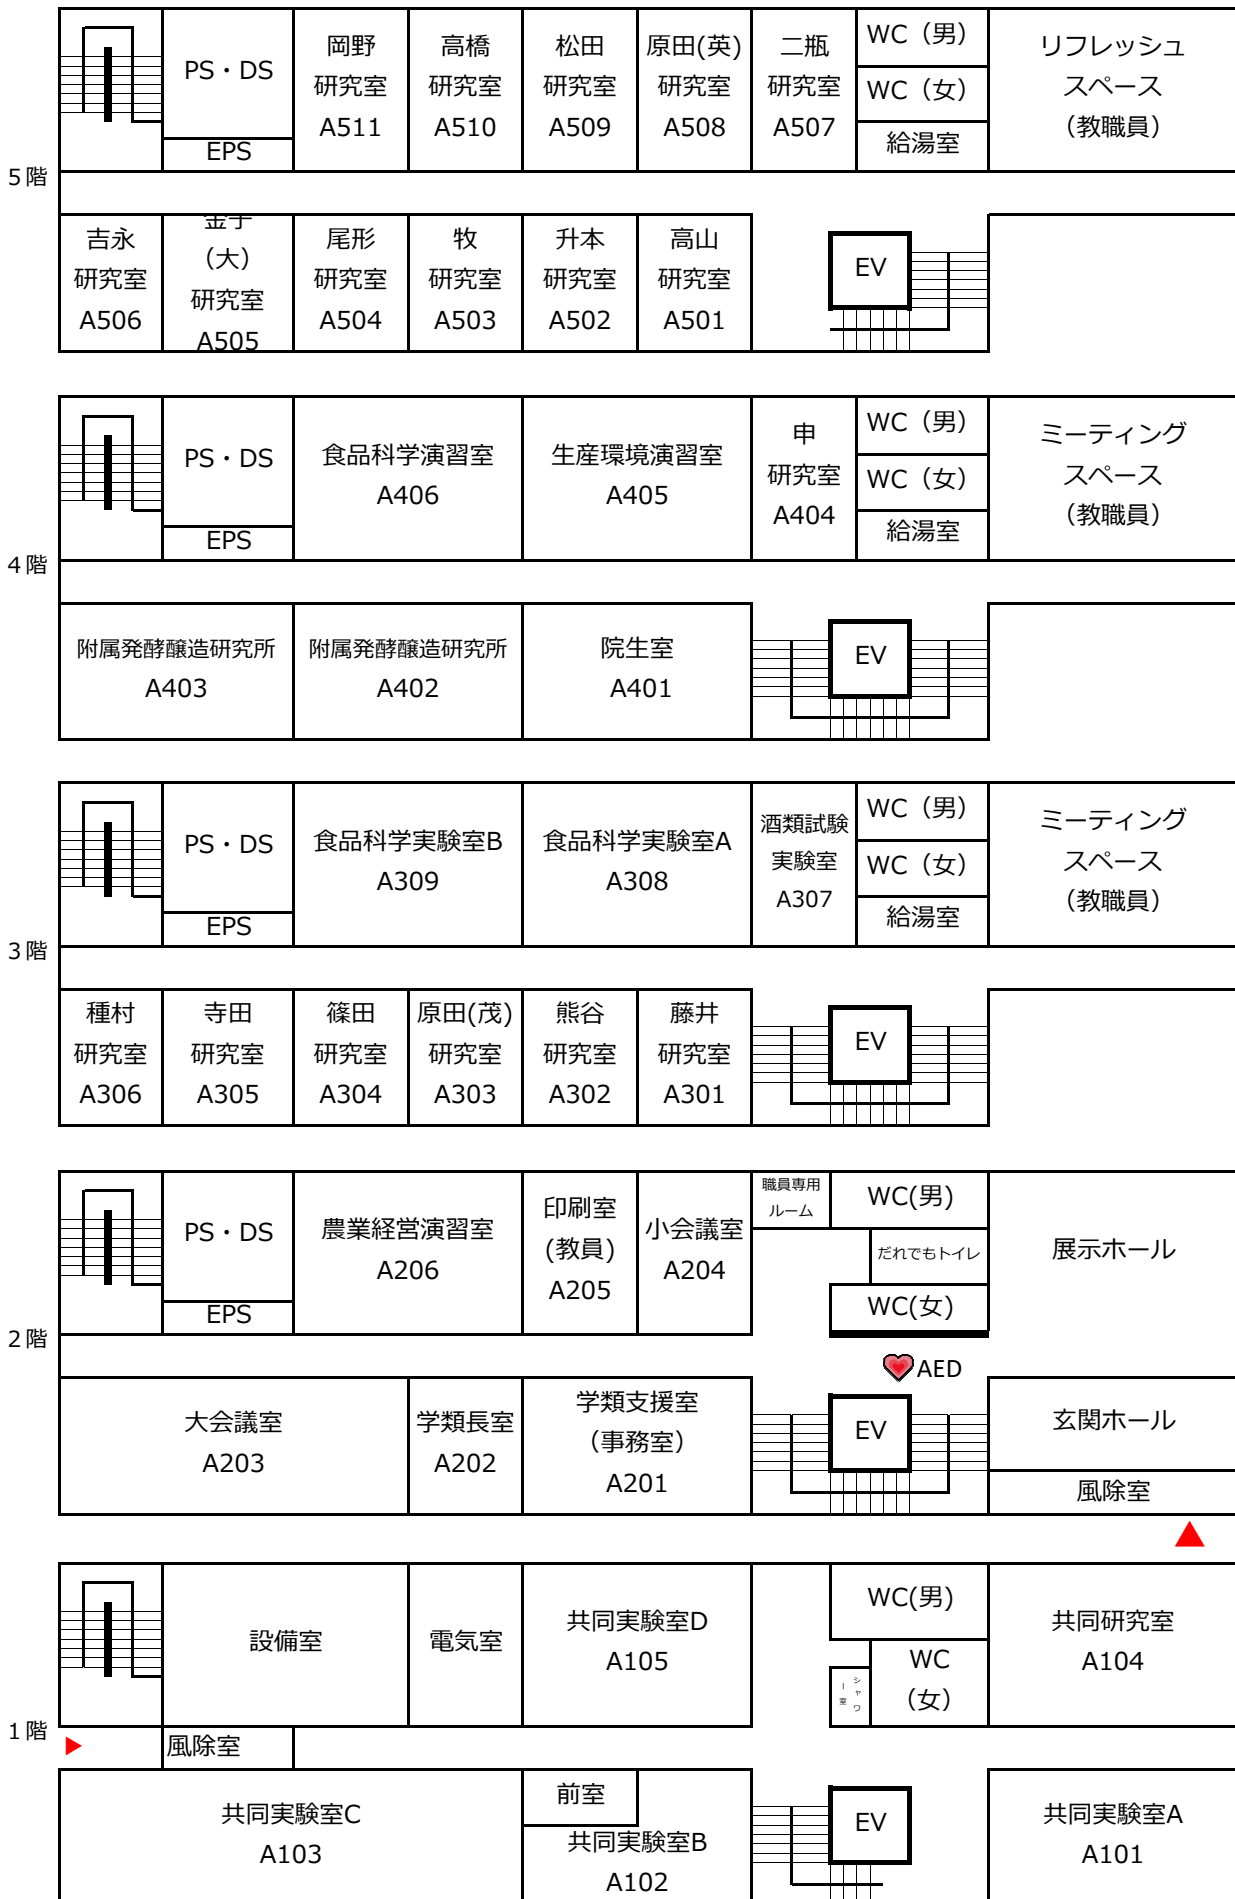 5階
PS・DS
EPS
岡野
研究室
A511
高橋
研究室
A510
松田
研究室
A509
原田(英)
研究室
A508
二瓶
研究室
A507
WC（男）
WC（女）
給湯室
リフレッシュ
スペース
（教職員）
吉永
研究室
A506
金子
（大）
研究室
A505
尾形
研究室
A504
牧
研究室
A503
升本
研究室
A502
高山
研究室
A501
EV
4階
PS・DS
EPS
食品科学演習室
A406
生産環境演習室
A405
申
研究室
A404
WC（男）
WC（女）
給湯室
ミーティング
スペース
（教職員）
附属発酵醸造研究所
A403
附属発酵醸造研究所
A402
院生室
A401
EV
3階
PS・DS
EPS
食品科学実験室B
A309
食品科学実験室A
A308
酒類試験
実験室
A307
WC（男）
WC（女）
給湯室
ミーティング
スペース
（教職員）
種村
研究室
A306
寺田
研究室
A305
篠田
研究室
A304
原田(茂)
研究室
A303
熊谷
研究室
A302
藤井
研究室
A301
EV
2階
PS・DS
EPS
農業経営演習室
A206
印刷室
(教員)
A205
小会議室
A204
職員専用
ルーム
WC(男)
だれでもトイレ
WC(女)
展示ホール
AED
大会議室
A203
学類長室
A202
学類支援室
（事務室）
A201
EV
玄関ホール
風除室
1階
設備室
電気室
共同実験室D
A105
WC(男)
WC
（女）
シャワ
ー室
共同研究室
A104
風除室
共同実験室C
A103
前室
共同実験室B
A102
EV
共同実験室A
A101